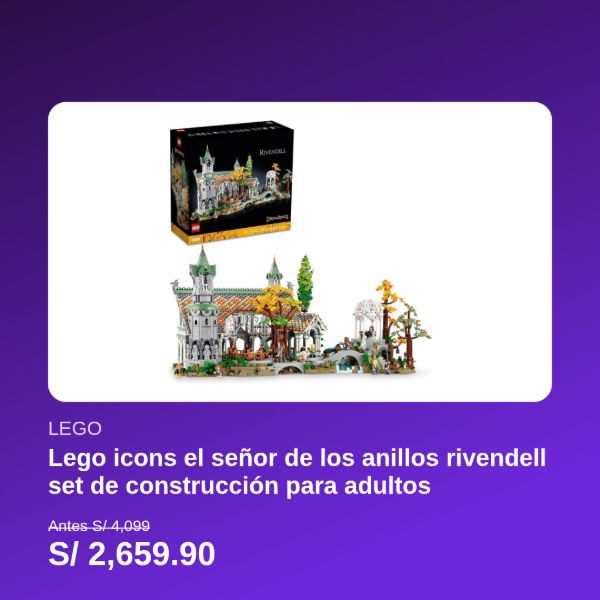 RIVENDELL
LEGO
Lego icons el señor de los anillos rivendell
set de construcción para adultos
Antes S/ 4,099
S/ 2,659.90